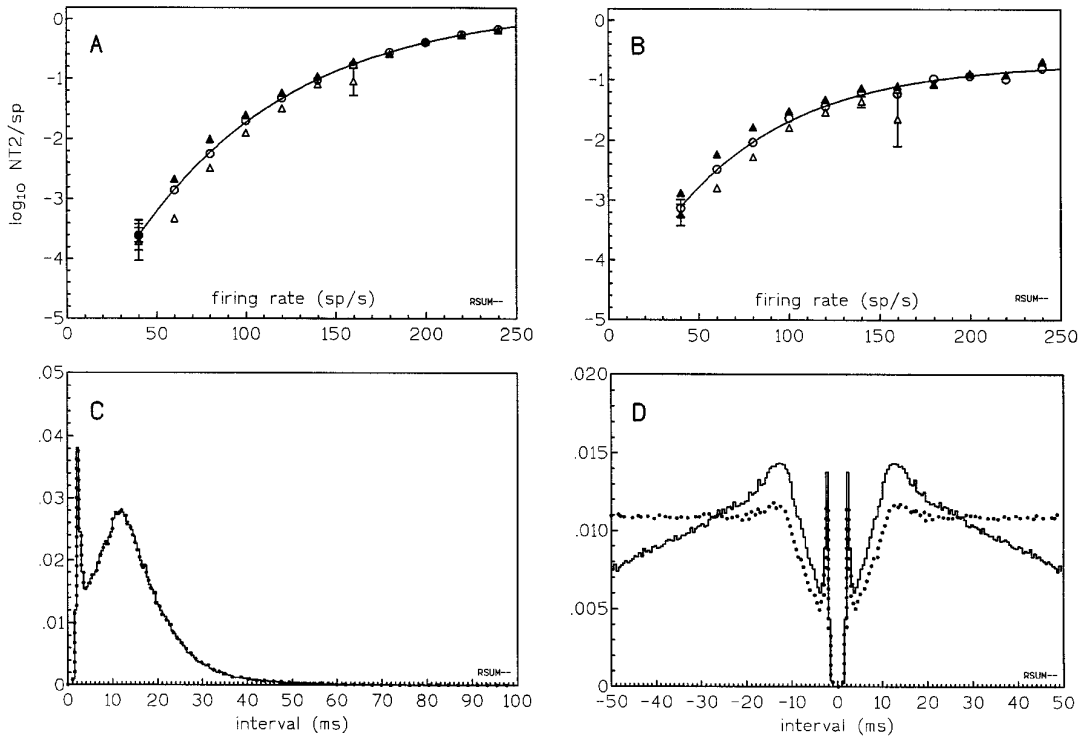 A
0
-1
-2
-3
-4
-5
log10 NT2/sp
firing rate (sp/s)
RSUM--
0 50 100 150 200 250
B
0
-1
-2
-3
-4
-5
firing rate (sp/s)
RSUM--
0 50 100 150 200 250
C
.05
.04
.03
.02
.01
0
RSUM--
0 10 20 30 40 50 60 70 80 90 100
interval (ms)
D
.020
.015
.010
.005
0
RSUM--
-50 -40 -30 -20 -10 0 10 20 30 40 50
interval (ms)